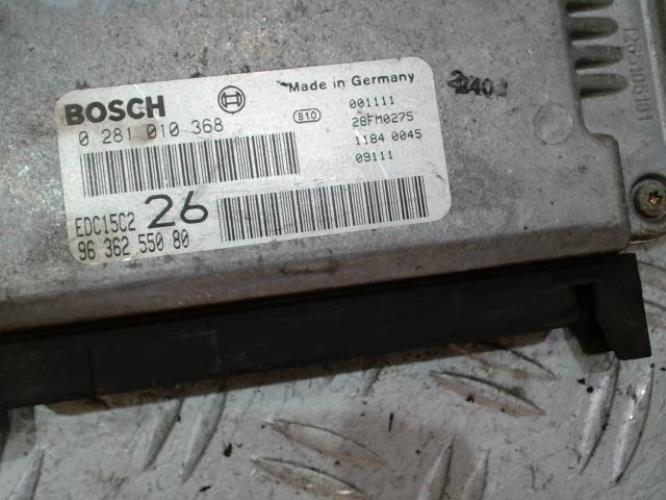 BOSCH
Made in Germany
0 281 010 368
S10
001111
28FM0275
1184 0045
09111
EDC15C2
26
96 362 550 80